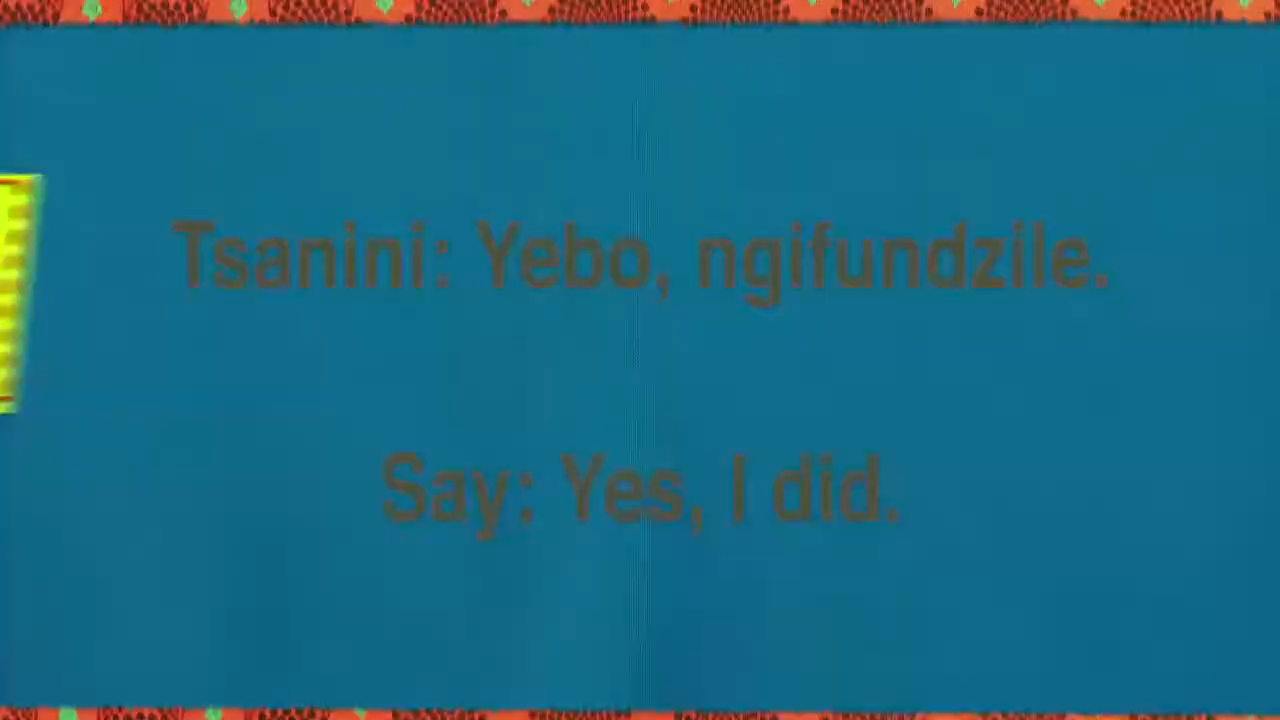 Tsanini: Yebo, ngifundzile.
Say: Yes, I did.